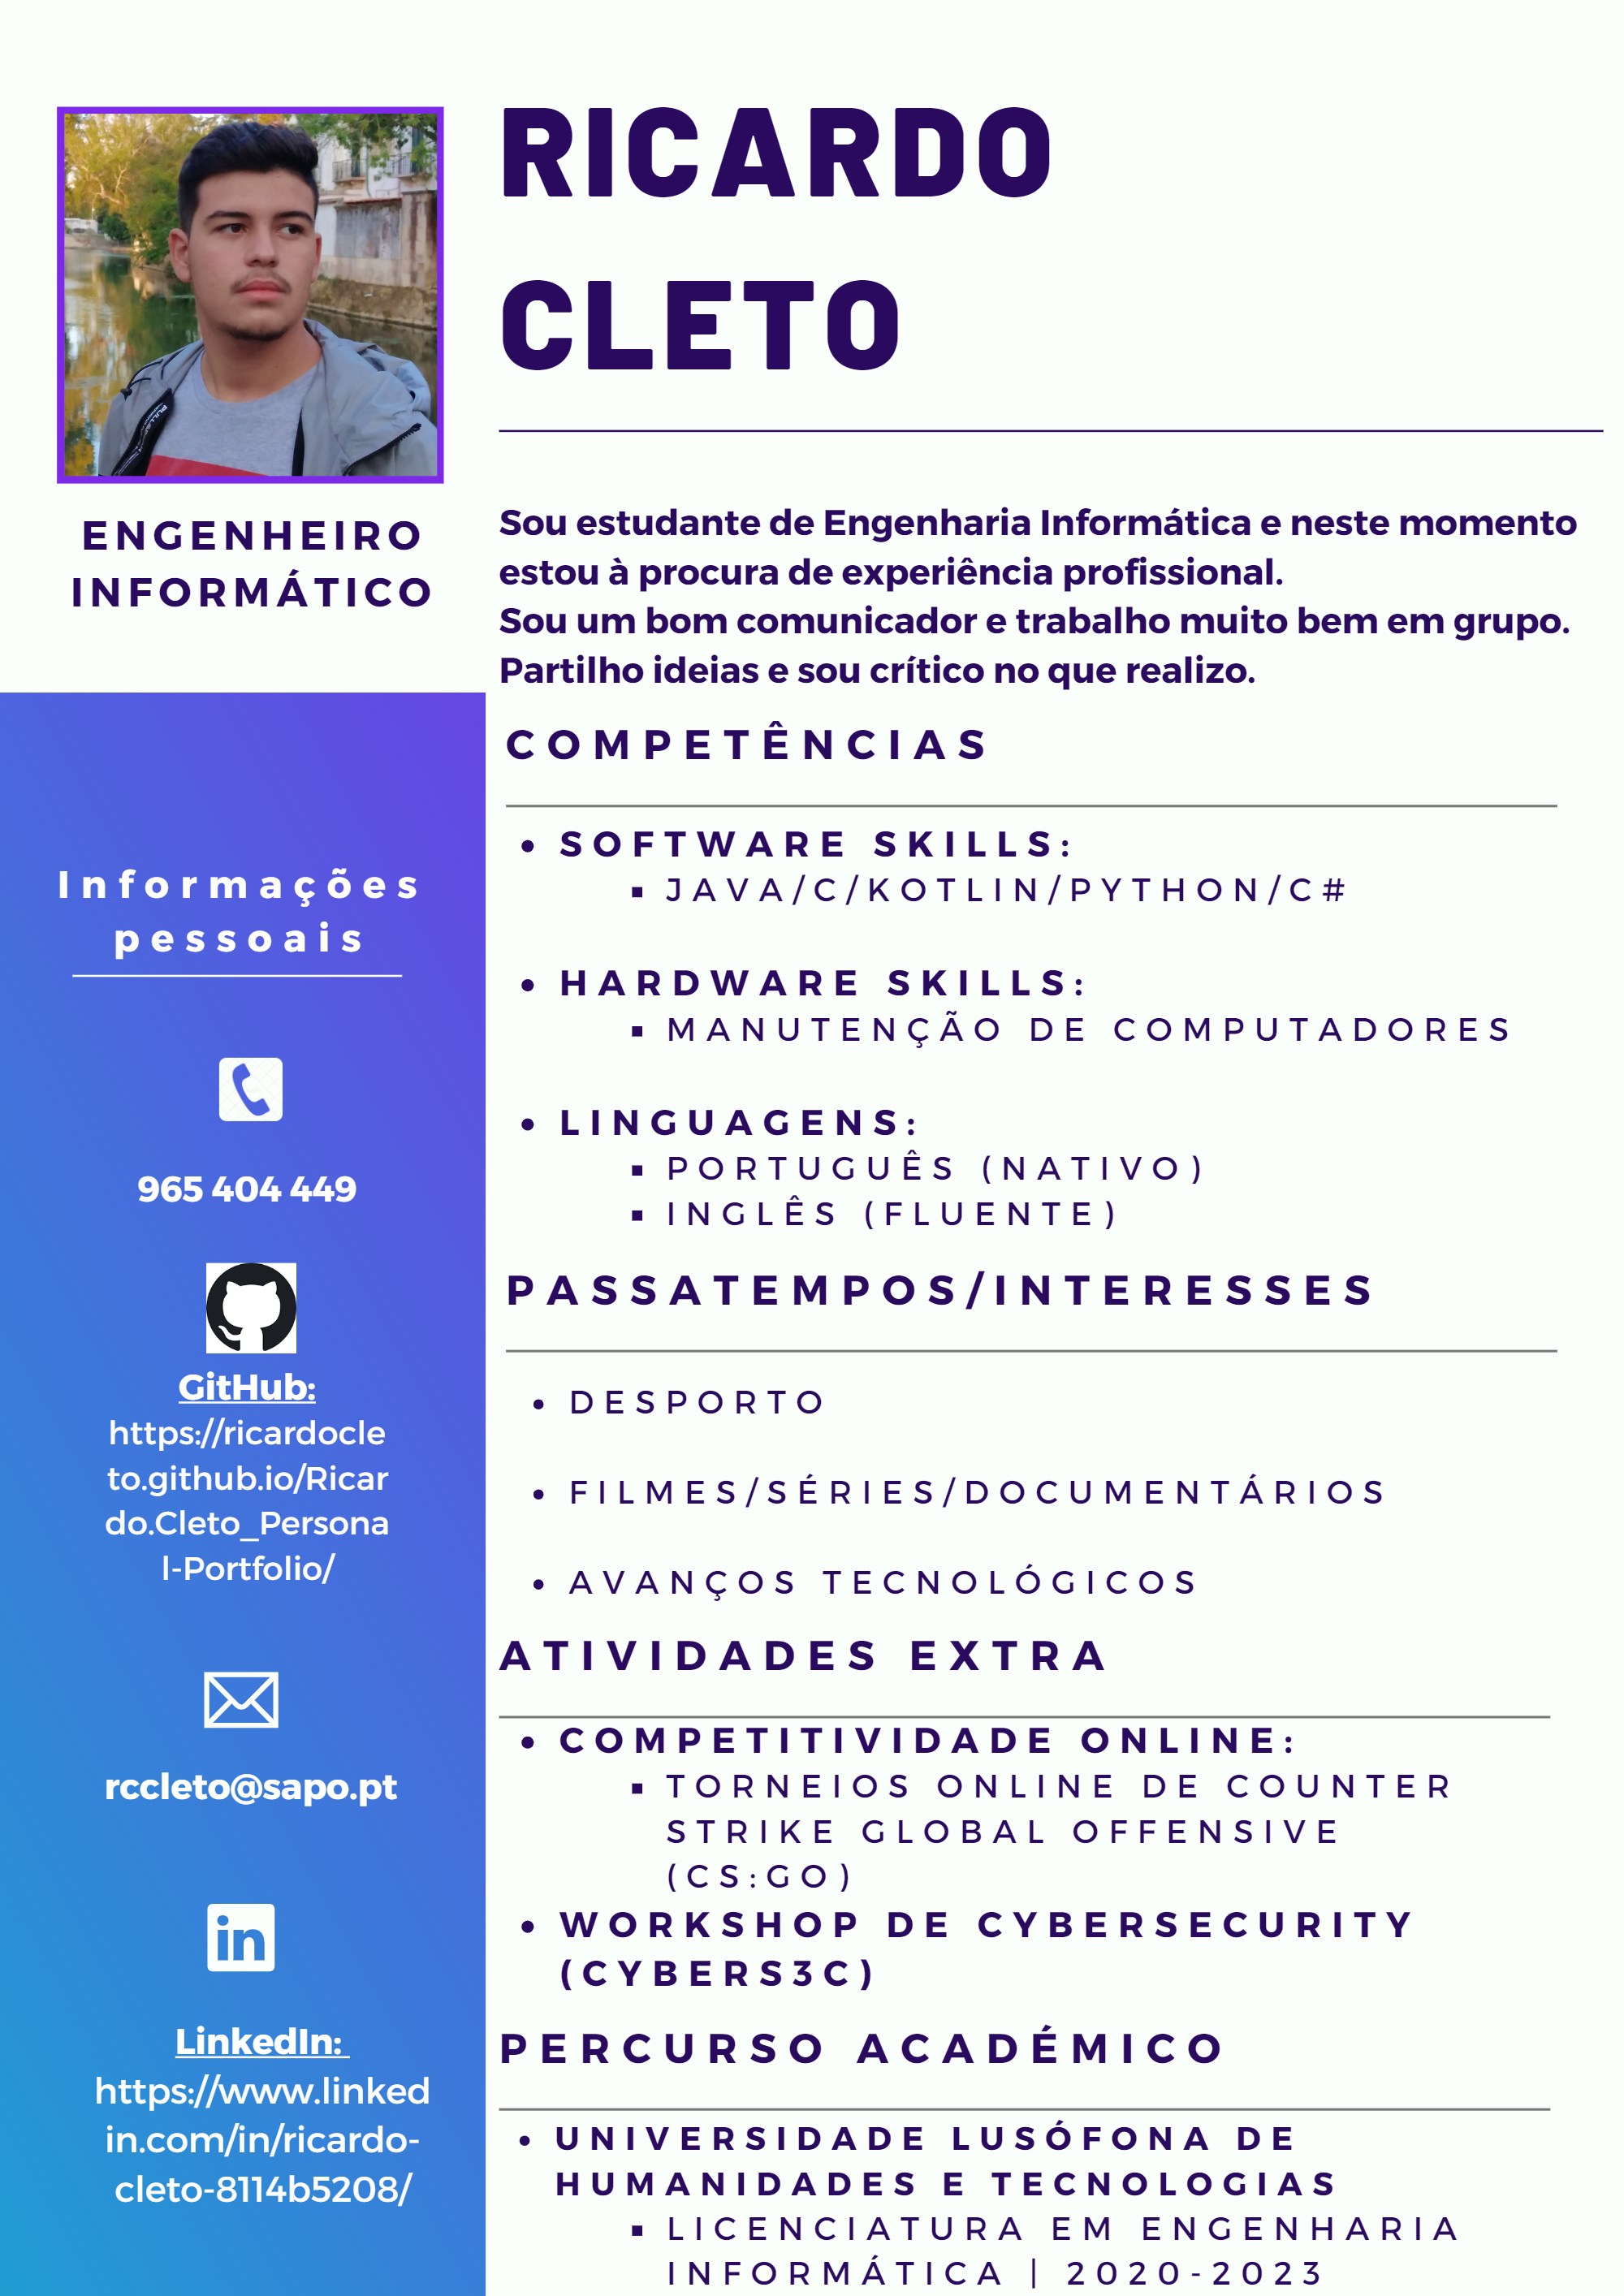 RICARDO
CLETO
ENGENHEIRO
INFORMÁTICO
Sou estudante de Engenharia Informática e neste momento
estou à procura de experiência profissional.
Sou um bom comunicador e trabalho muito bem em grupo.
Partilho ideias e sou crítico no que realizo.
Informações
pessoais
965 404 449
GitHub:
https://ricardocle
to.github.io/Ricar
do.Cleto_Persona
l-Portfolio/
rccleto@sapo.pt
in
LinkedIn:
https://www.linked
in.com/in/ricardo-
cleto-8114b5208/
COMPETÊNCIAS
• SOFTWARE SKILLS:
▪ JAVA/C/KOTLIN/PYTHON/C#
• HARDWARE SKILLS:
▪ MANUTENÇÃO DE COMPUTADORES
• LINGUAGENS:
▪ PORTUGUÊS (NATIVO)
▪ INGLÊS (FLUENTE)
PASSATEMPOS/INTERESSES
• DESPORTO
• FILMES/SÉRIES/DOCUMENTÁRIOS
• AVANÇOS TECNOLÓGICOS
ATIVIDADES EXTRA
• COMPETITIVIDADE ONLINE:
▪ TORNEIOS ONLINE DE COUNTER
STRIKE GLOBAL OFFENSIVE
(CS:GO)
• WORKSHOP DE CYBERSECURITY
(CYBERS3C)
PERCURSO ACADÉMICO
• UNIVERSIDADE LUSÓFONA DE
HUMANIDADES E TECNOLOGIAS
▪ LICENCIATURA EM ENGENHARIA
INFORMÁTICA | 2020-2023